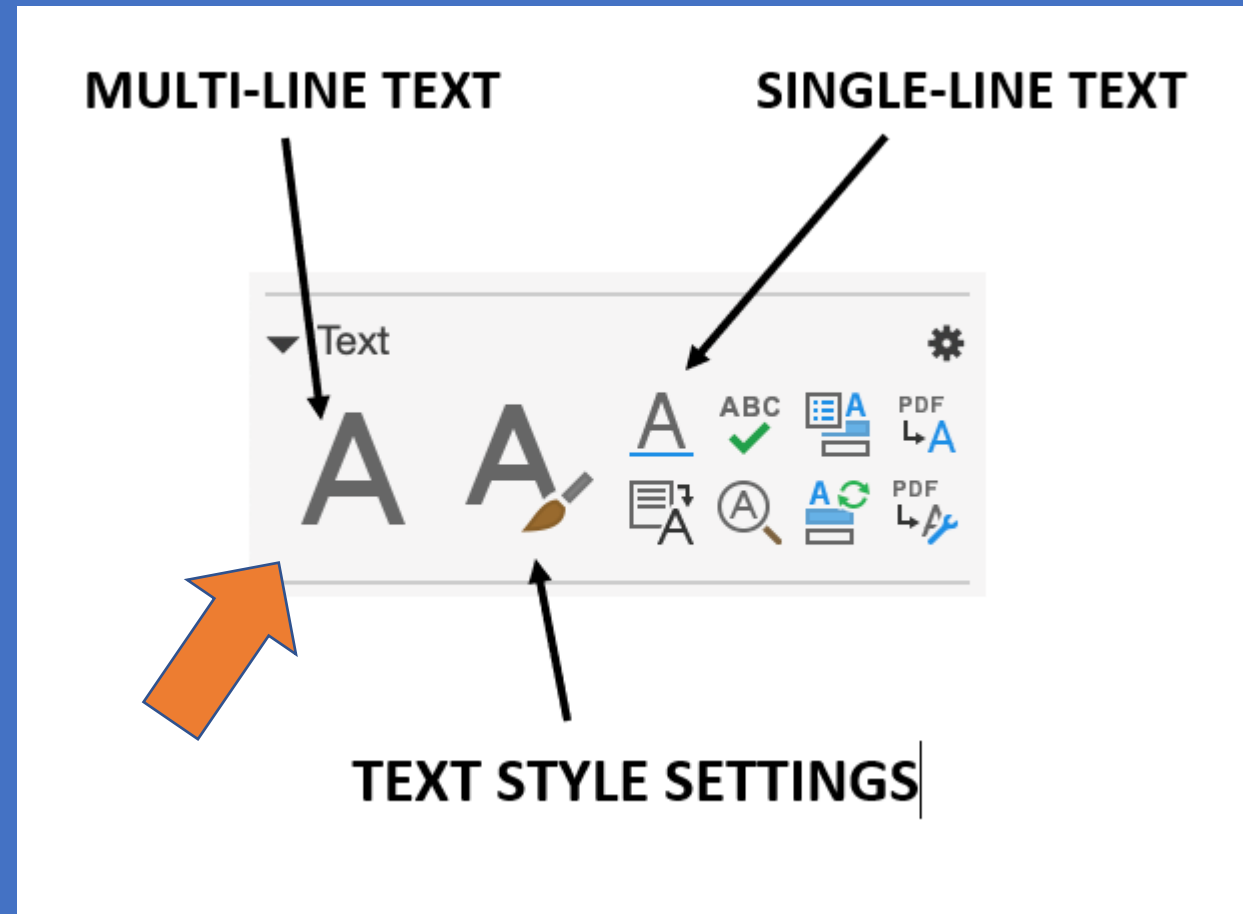 MULTI-LINE TEXT
SINGLE-LINE TEXT
Text
A A A ABC A PDF A
A A A PDF A
TEXT STYLE SETTINGS